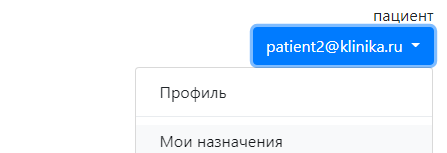 пациент
patient2@klinika.ru
Профиль
Мои назначения